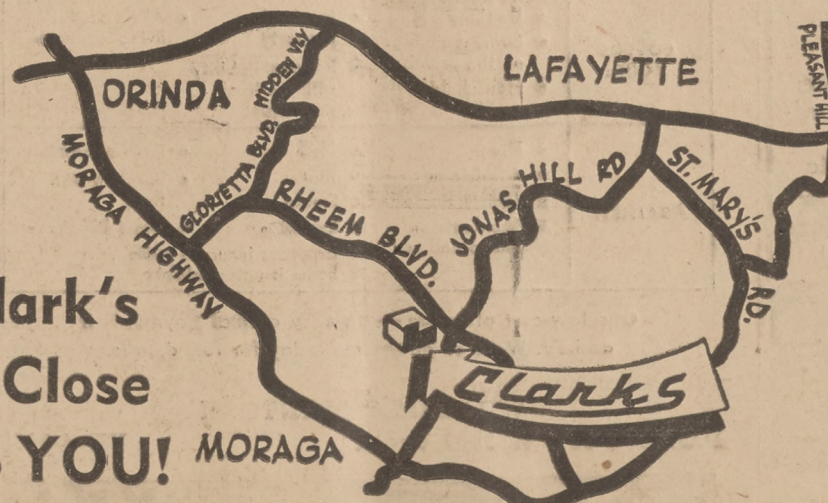 ORINDA
LAFAYETTE
PLEASANT HILL
HIDDEN VLY
MORAGA HIGHWAY
GLORIETTA BLVD.
RHEEM BLVD.
JONAS HILL RD
ST. MARY'S RD.
lark's
Close
YOU!
Clarks
MORAGA